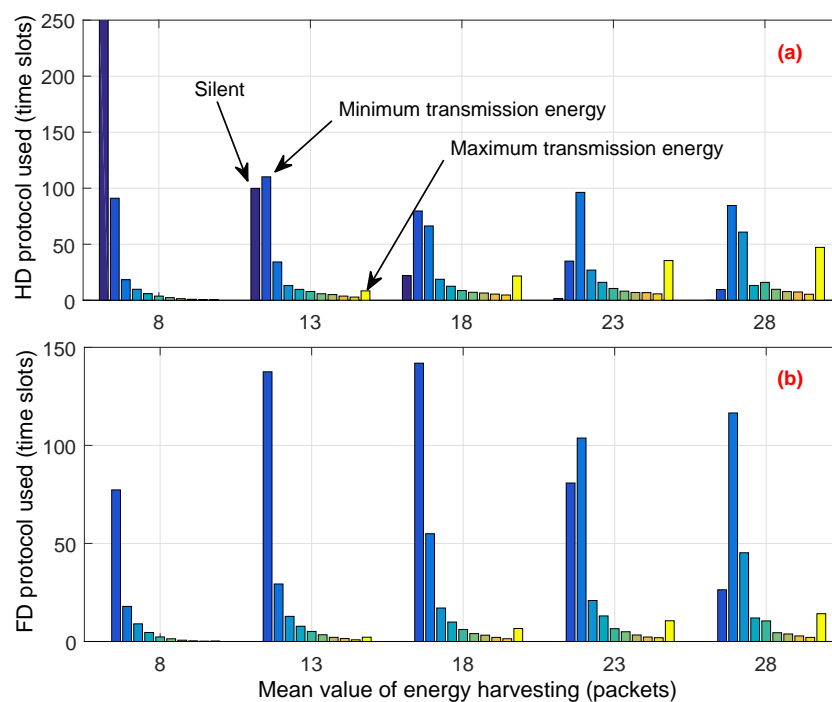 250
200
150
100
50
0
HD protocol used (time slots)
(a)
Silent
Minimum transmission energy
Maximum transmission energy
8 13 18 23 28
150
100
50
0
FD protocol used (time slots)
(b)
8 13 18 23 28
Mean value of energy harvesting (packets)